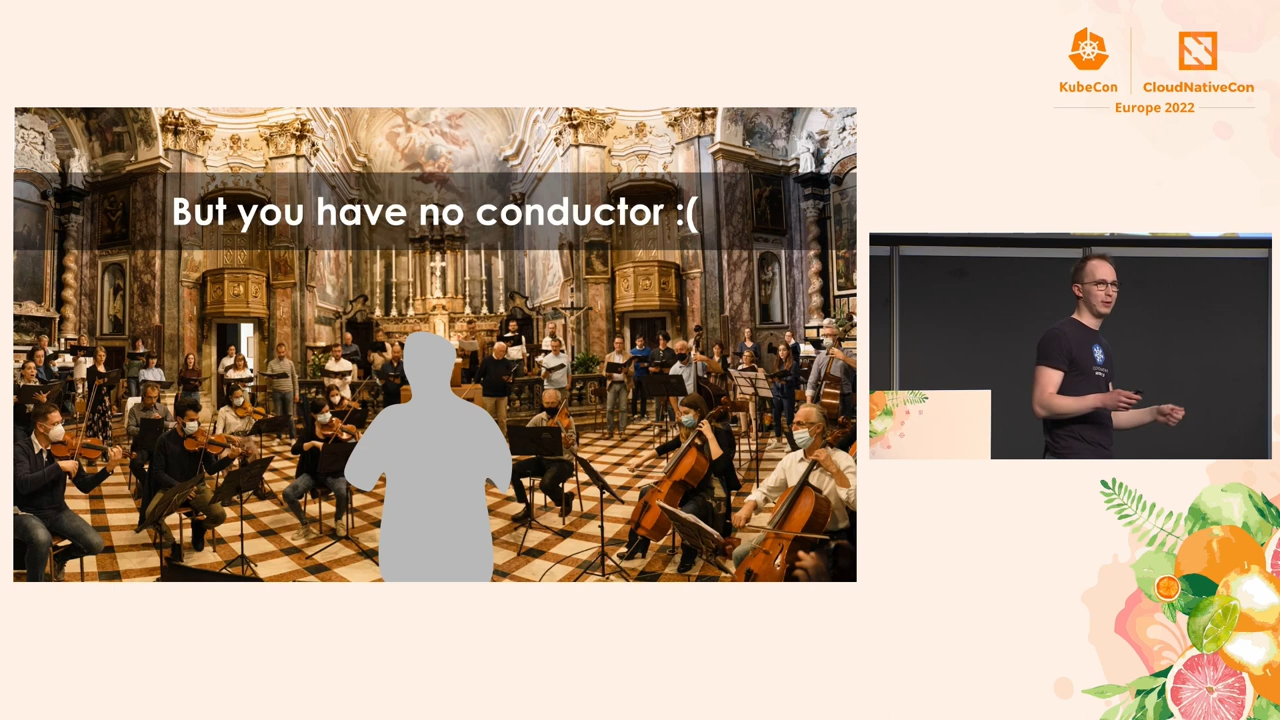 But you have no conductor :(
KubeCon
CloudNativeCon
Europe 2022